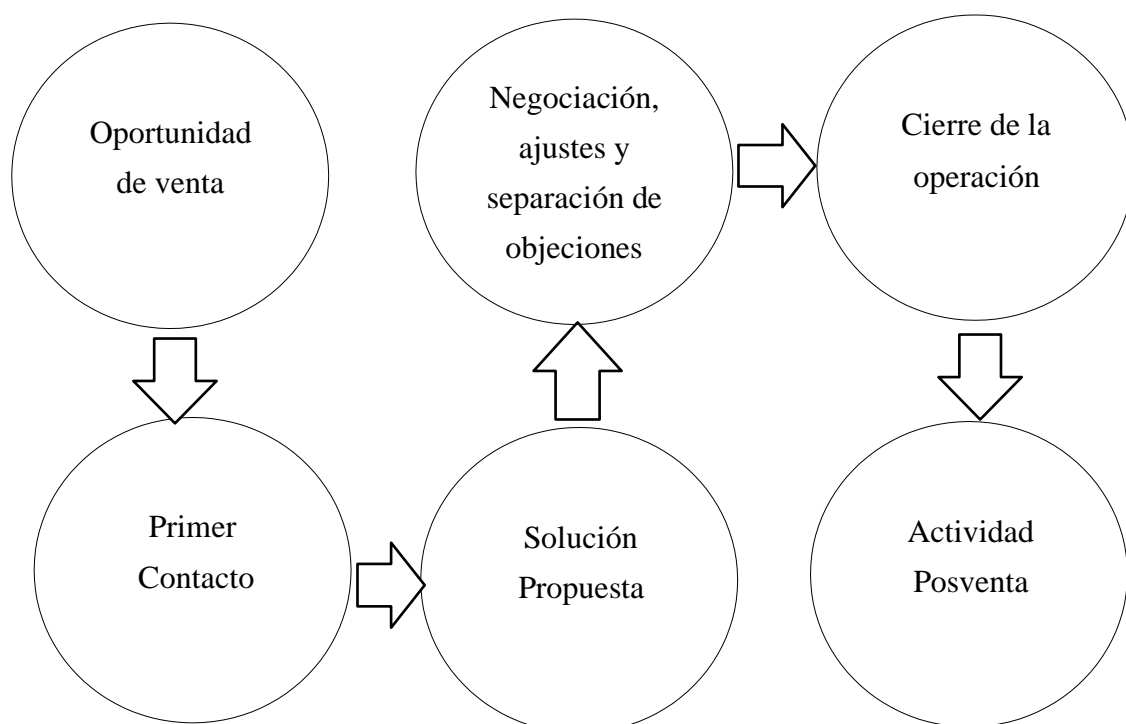 Oportunidad
de venta
Primer
Contacto
Solución
Propuesta
Negociación,
ajustes y
separación de
objeciones
Cierre de la
operación
Actividad
Posventa